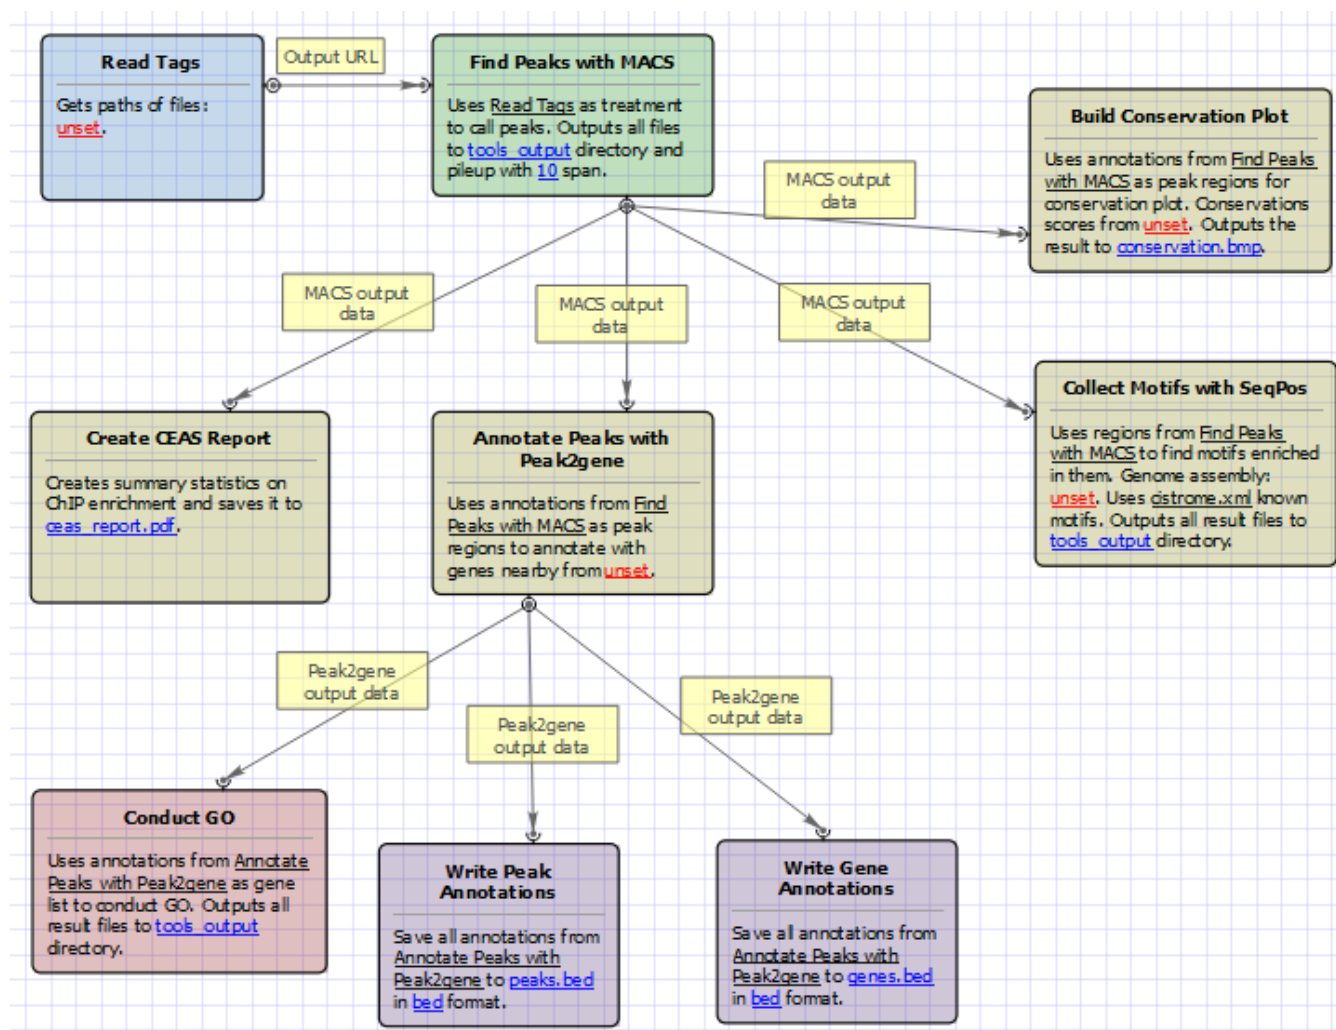 Read Tags
Gets paths of files:
unset.
Output URL
Find Peaks with MACS
Uses Read Tags as treatment
to call peaks. Outputs all files
to tools_output directory and
pileup with 10 span.
Build Conservation Plot
Uses annotations from Find Peaks
with MACS as peak regions for
conservation plot. Conservations
scores from unset. Outputs the
result to conservation.bmp.
MACS output
data
MACS output
data
MACS output
data
MACS output
data
Create CEAS Report
Creates summary statistics on
ChIP enrichment and saves it to
ceas_report.pdf.
Annotate Peaks with
Peak2gene
Uses annotations from Find
Peaks with MACS as peak
regions to annotate with
genes nearby from unset.
Collect Motifs with SeqPos
Uses regions from Find Peaks
with MACS to find motifs enriched
in them. Genome assembly:
unset. Uses cistrome.xml known
motifs. Outputs all result files to
tools_output directory.
Peak2gene
output data
Peak2gene
output data
Peak2gene
output data
Conduct GO
Uses annotations from Annotate
Peaks with Peak2gene as gene
list to conduct GO. Outputs all
result files to tools_output
directory.
Write Peak
Annotations
Save all annotations from
Annotate Peaks with
Peak2gene to peaks.bed
in bed format.
Write Gene
Annotations
Save all annotations from
Annotate Peaks with
Peak2gene to genes.bed
in bed format.